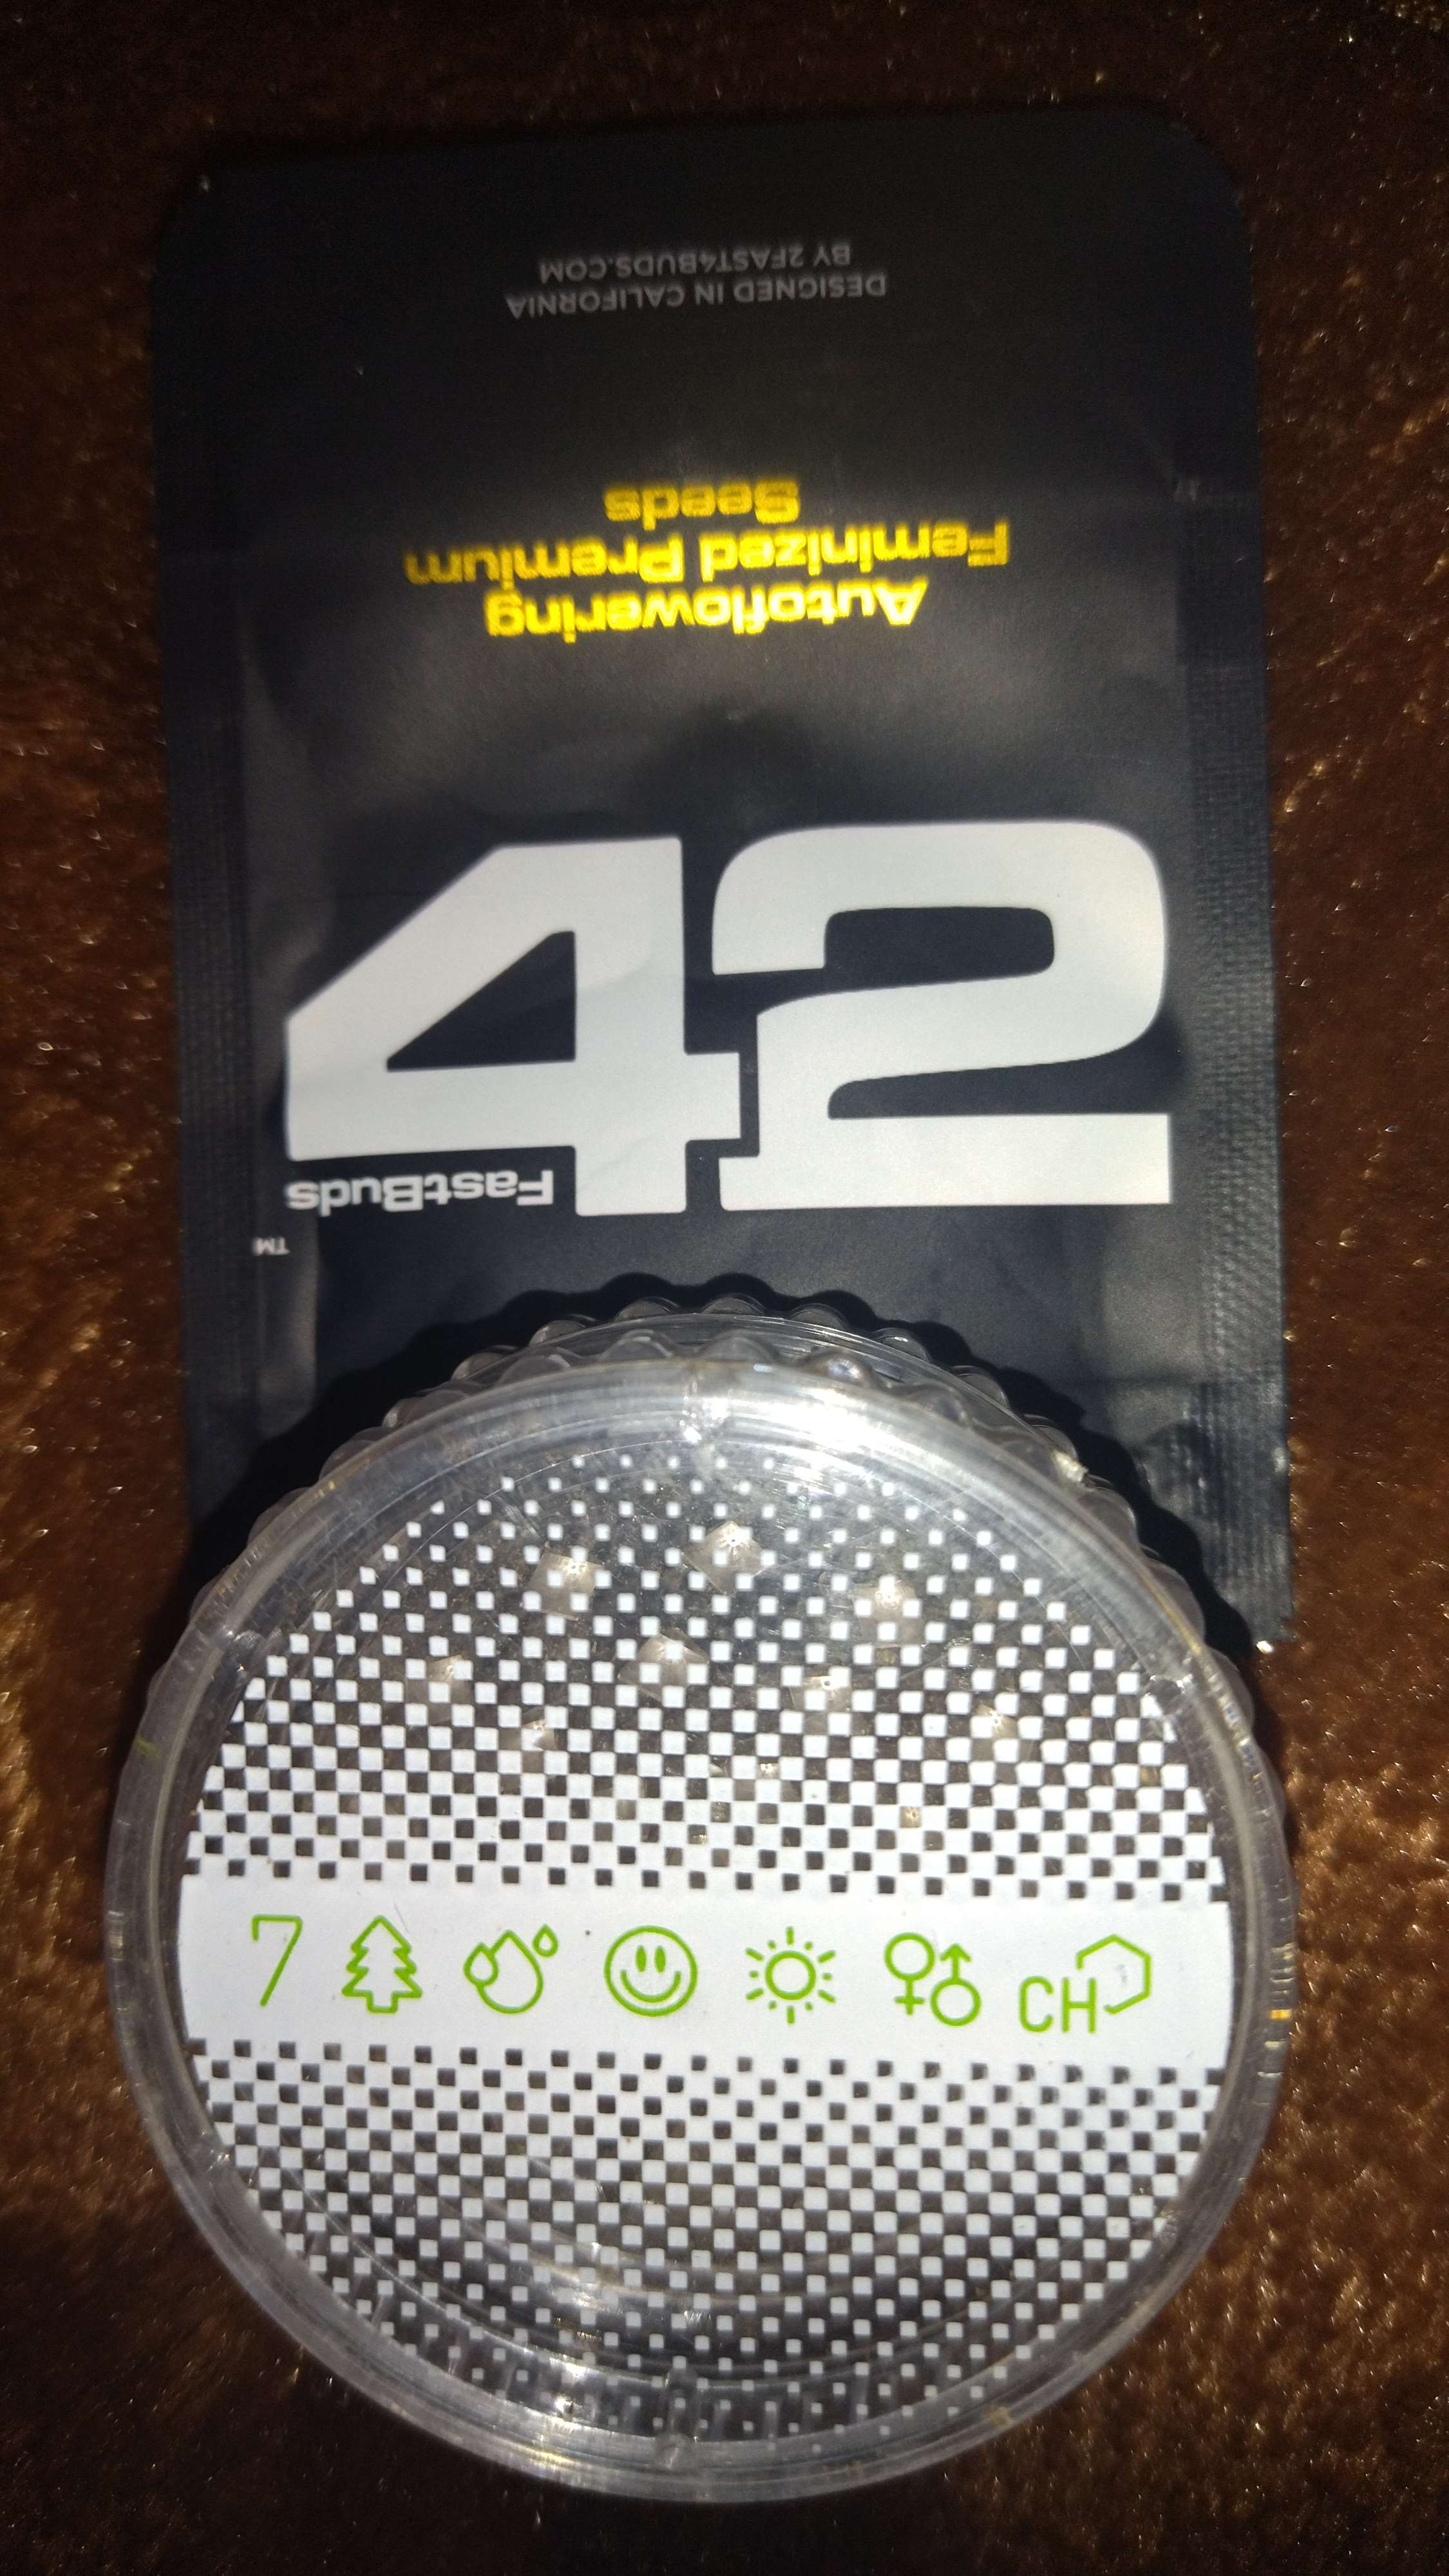 FastBuds
™
42
Autoflowering
Feminized Premium
Seeds
DESIGNED IN CALIFORNIA
BY 2FAST4BUDS.COM
7
CH